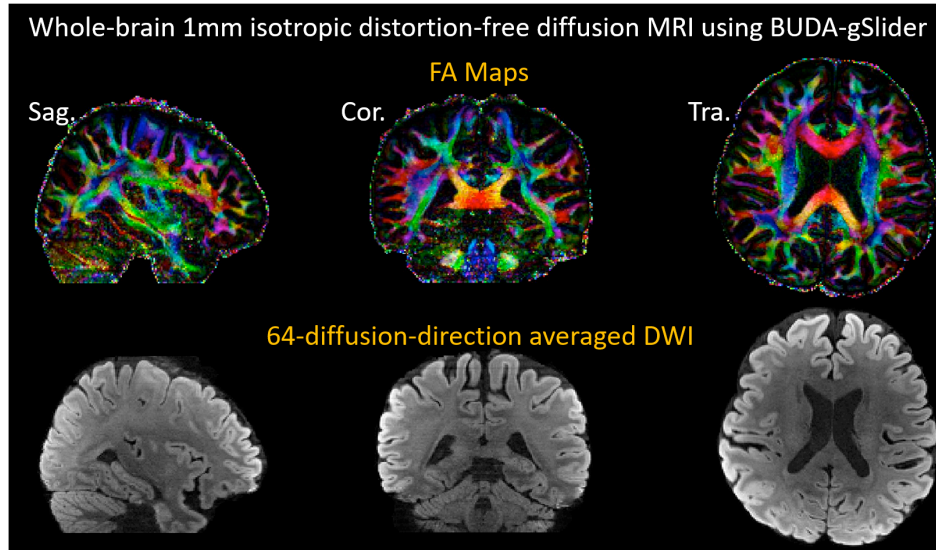 Whole-brain 1mm isotropic distortion-free diffusion MRI using BUDA-gSlider
FA Maps
Sag.
Cor.
Tra.
64-diffusion-direction averaged DWI